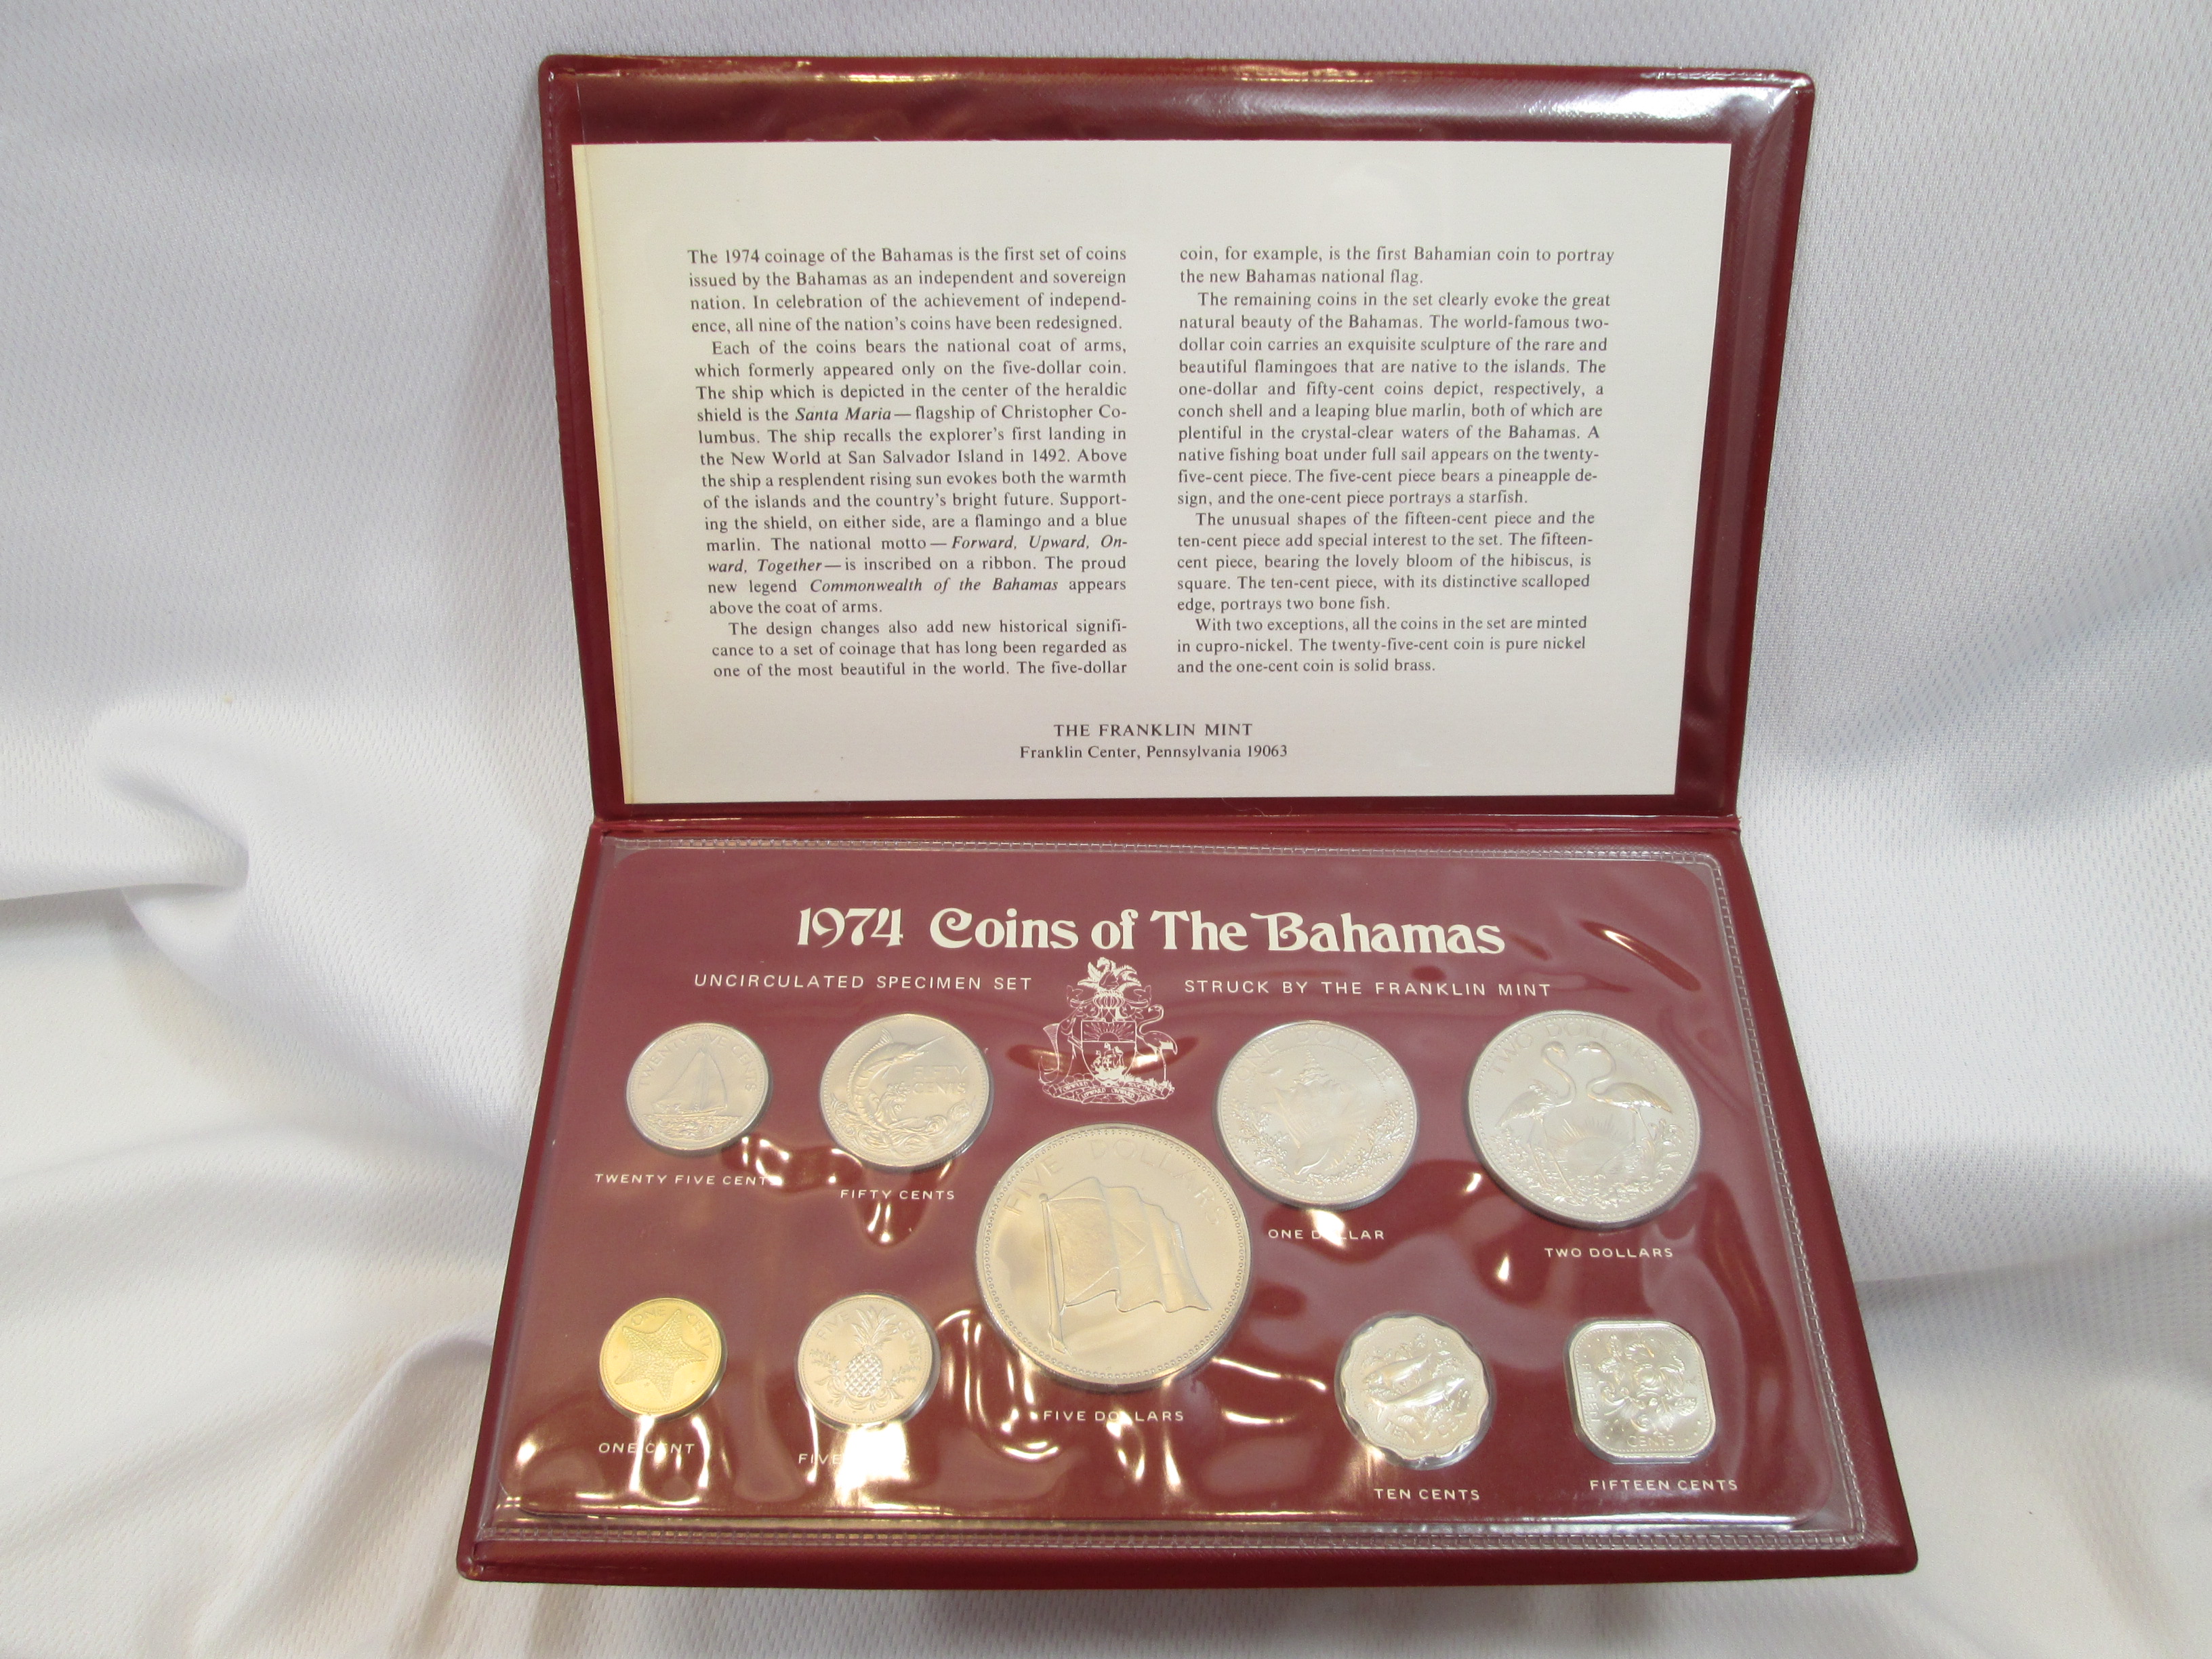 The 1974 coinage of the Bahamas is the first set of coins
issued by the Bahamas as an independent and sovereign
nation. In celebration of the achievement of independ-
ence, all nine of the nation's coins have been redesigned.
Each of the coins bears the national coat of arms,
which formerly appeared only on the five-dollar coin.
The ship which is depicted in the center of the heraldic
shield is the Santa Maria — flagship of Christopher Co-
lumbus. The ship recalls the explorer's first landing in
the New World at San Salvador Island in 1492. Above
the ship a resplendent rising sun evokes both the warmth
of the islands and the country's bright future. Support-
ing the shield, on either side, are a flamingo and a blue
marlin. The national motto — Forward, Upward, On-
ward, Together — is inscribed on a ribbon. The proud
new legend Commonwealth of the Bahamas appears
above the coat of arms.
The design changes also add new historical signifi-
cance to a set of coinage that has long been regarded as
one of the most beautiful in the world. The five-dollar
coin, for example, is the first Bahamian coin to portray
the new Bahamas national flag.
The remaining coins in the set clearly evoke the great
natural beauty of the Bahamas. The world-famous two-
dollar coin carries an exquisite sculpture of the rare and
beautiful flamingoes that are native to the islands. The
one-dollar and fifty-cent coins depict, respectively, a
conch shell and a leaping blue marlin, both of which are
plentiful in the crystal-clear waters of the Bahamas. A
native fishing boat under full sail appears on the twenty-
five-cent piece. The five-cent piece bears a pineapple de-
sign, and the one-cent piece portrays a starfish.
The unusual shapes of the fifteen-cent piece and the
ten-cent piece add special interest to the set. The fifteen-
cent piece, bearing the lovely bloom of the hibiscus, is
square. The ten-cent piece, with its distinctive scalloped
edge, portrays two bone fish.
With two exceptions, all the coins in the set are minted
in cupro-nickel. The twenty-five-cent coin is pure nickel
and the one-cent coin is solid brass.
THE FRANKLIN MINT
Franklin Center, Pennsylvania 19063
1974 Coins of The Bahamas
UNCIRCULATED SPECIMEN SET
STRUCK BY THE FRANKLIN MINT
TWENTY FIVE CENTS
TWENTY FIVE CENTS
FIFTY
CENTS
FIFTY CENTS
FIVE DOLLARS
FIVE DOLLARS
ONE DOLLAR
ONE DOLLAR
TWO DOLLARS
TWO DOLLARS
ONE CENT
ONE CENT
FIVE CENTS
FIVE
TEN CENTS
TEN CENTS
FIFTEEN
CENTS
FIFTEEN CENTS